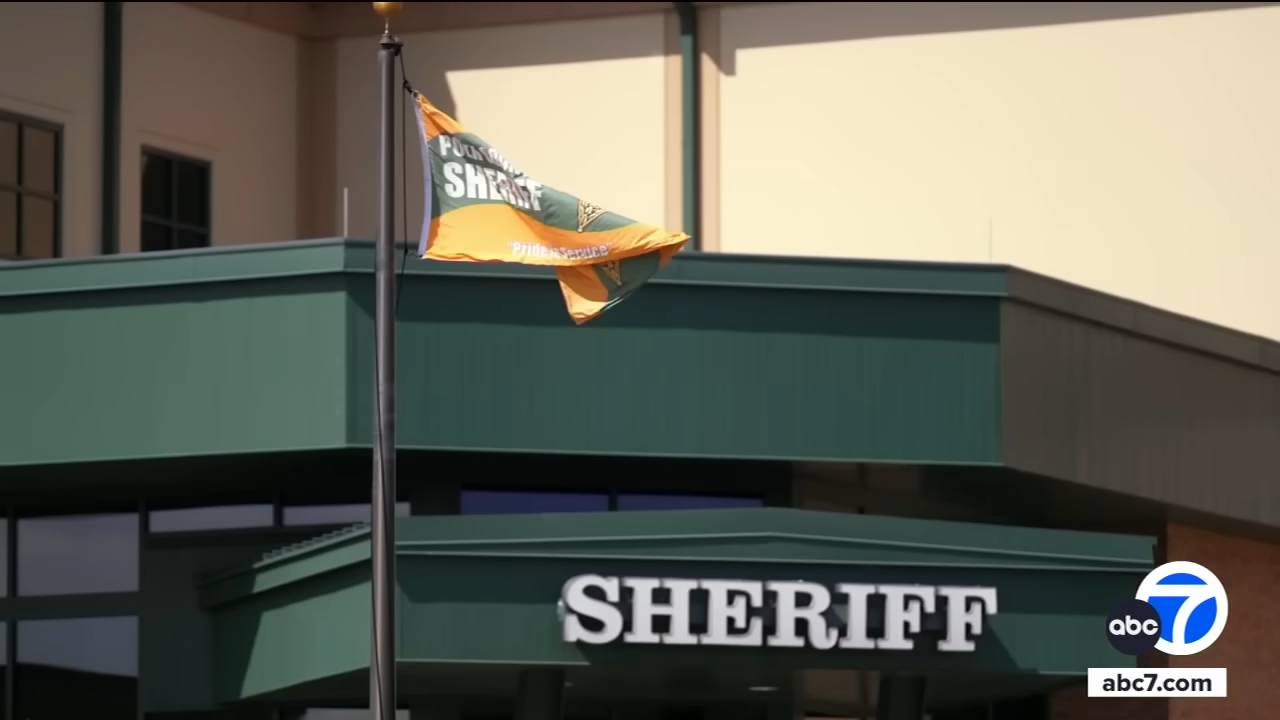 SHERIFF
"Pride in Service"
SHERIFF
abc
7
abc7.com